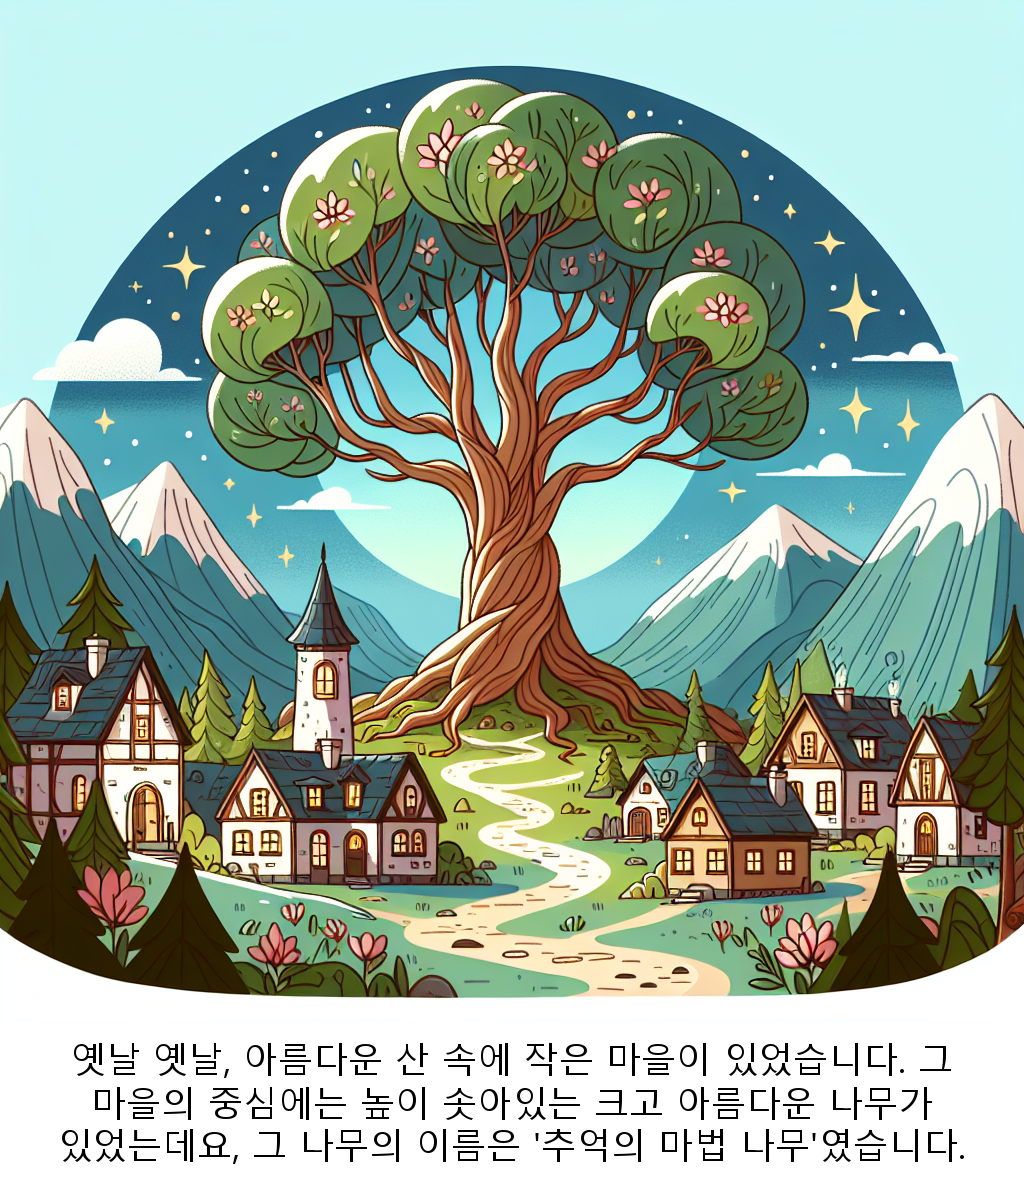 옛날 옛날, 아름다운 산 속에 작은 마을이 있었습니다. 그
마을의 중심에는 높이 솟아있는 크고 아름다운 나무가
있었는데요, 그 나무의 이름은 '추억의 마법 나무'였습니다.